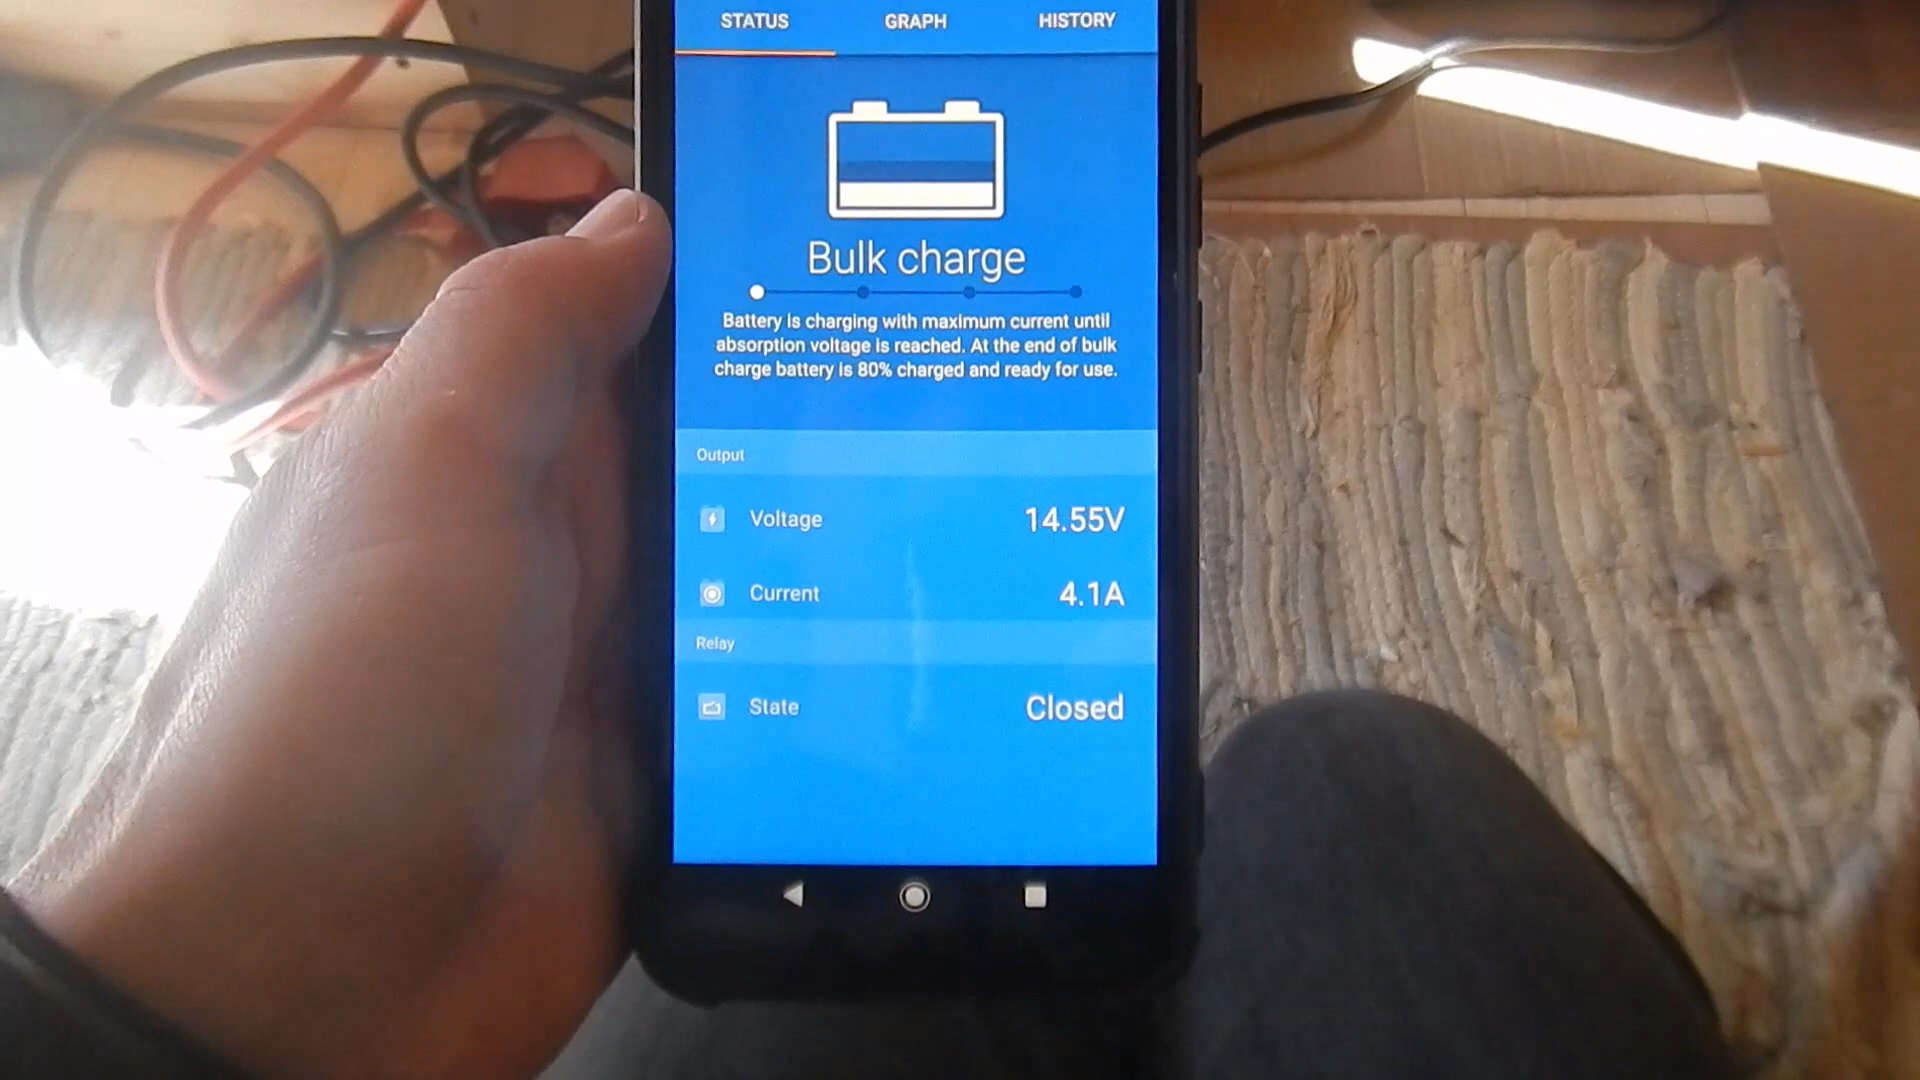 STATUS GRAPH HISTORY
Bulk charge
Battery is charging with maximum current until
absorption voltage is reached. At the end of bulk
charge battery is 80% charged and ready for use.
Output
Voltage 14.55V
Current 4.1A
Relay
State Closed